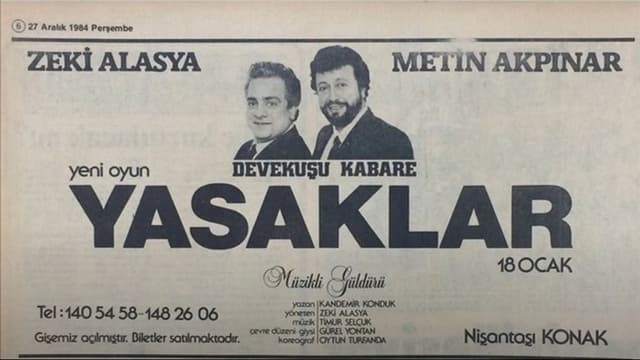 6 27 Aralık 1984 Perşembe
ZEKİ ALASYA
METİN AKPINAR
DEVEKUŞU KABARE
yeni oyun
YASAKLAR
18 OCAK
Müzikli Güldürü
yazan KANDEMİR KONDUK
yöneten ZEKİ ALASYA
müzik TİMUR SELÇUK
çevre düzeni-giysi GÜREL YONTAN
koreograf OYTUN TURFANDA
Tel: 140 54 58-148 26 06
Gişemiz açılmıştır. Biletler satılmaktadır.
Nişantaşı KONAK